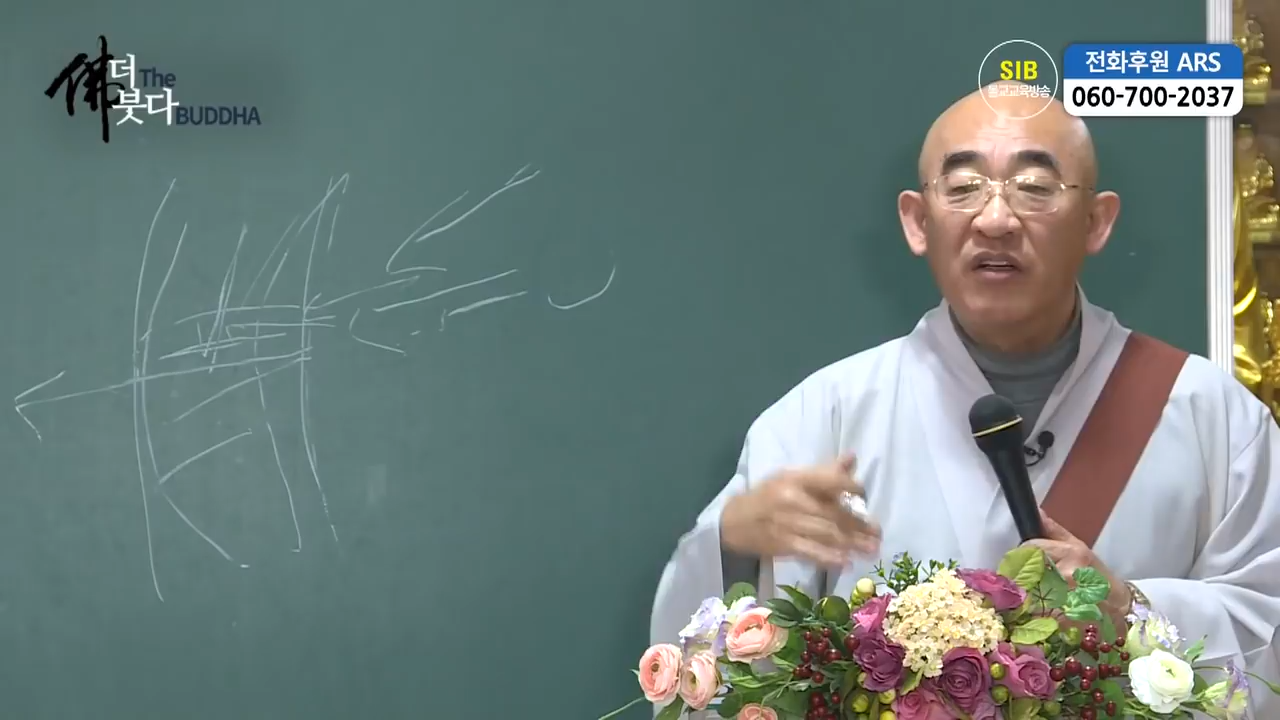 佛
더 The
붓다 BUDDHA
SIB
불교교육방송
전화후원 ARS
060-700-2037